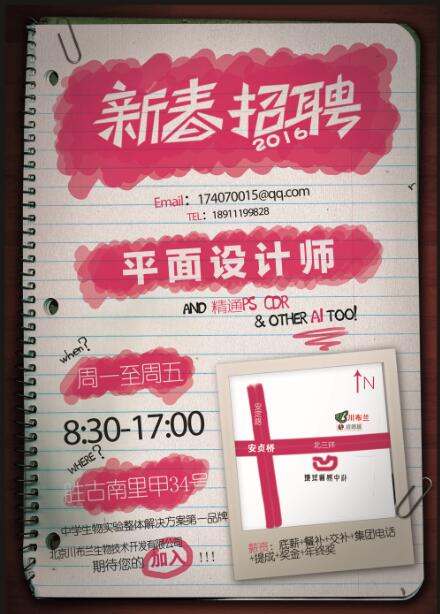 新春招聘
2016
Email：174070015@qq.com
TEL：18911199828
平面设计师
AND 精通PS CDR
& OTHER AI TOO!
when?
周一至周五
8:30-17:00
WHERE?
胜古南里甲34号
中学生物实验整体解决方案第一品牌
北京川布兰生物技术开发有限公司
期待您的 加入 !!!
N
安定路
川布兰
安贞桥
北三环
薪资：底薪+餐补+交补+集团电话
+提成+奖金+年终奖